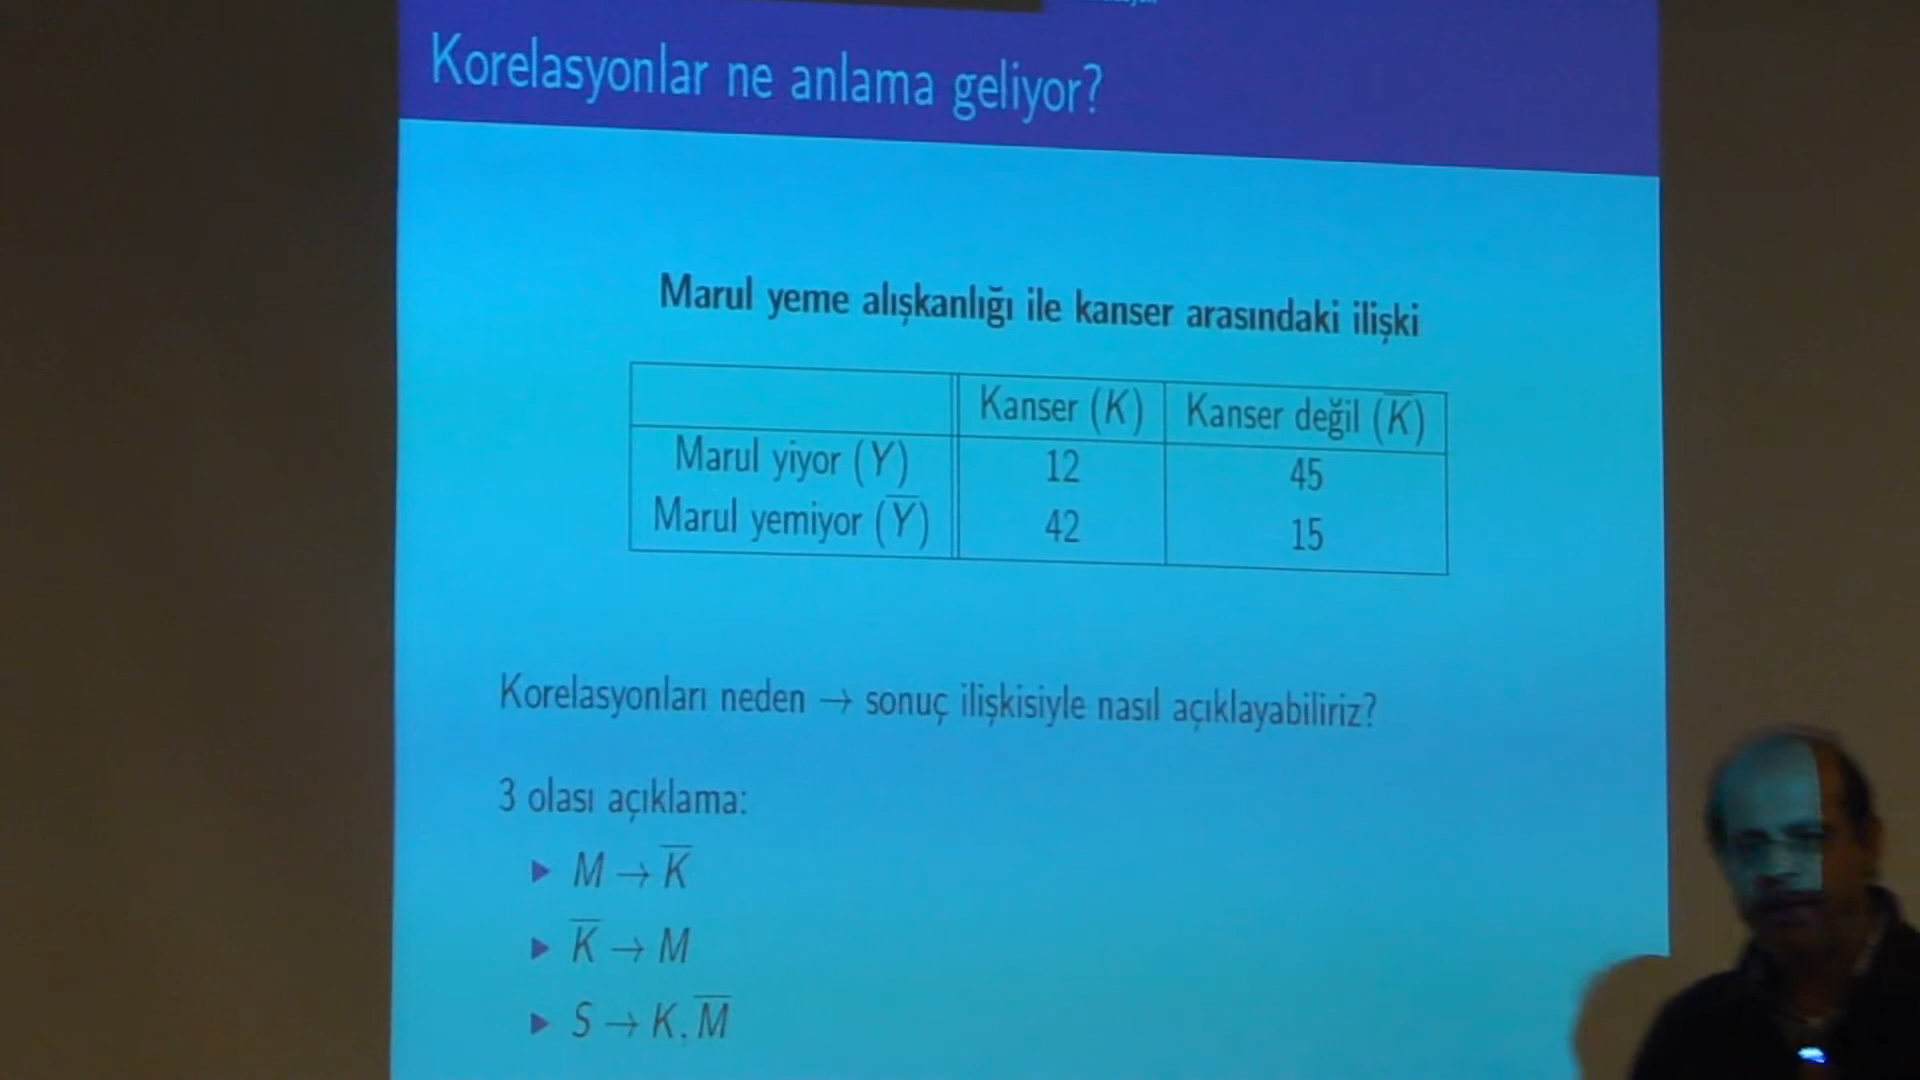 Korelasyonlar ne anlama geliyor?
Marul yeme alışkanlığı ile kanser arasındaki ilişki
Kanser (K) Kanser değil (K̅)
Marul yiyor (Y) 12 45
Marul yemiyor (Y̅) 42 15
Korelasyonları neden → sonuç ilişkisiyle nasıl açıklayabiliriz?
3 olası açıklama:
▶ M → K̅
▶ K̅ → M
▶ S → K, M̅